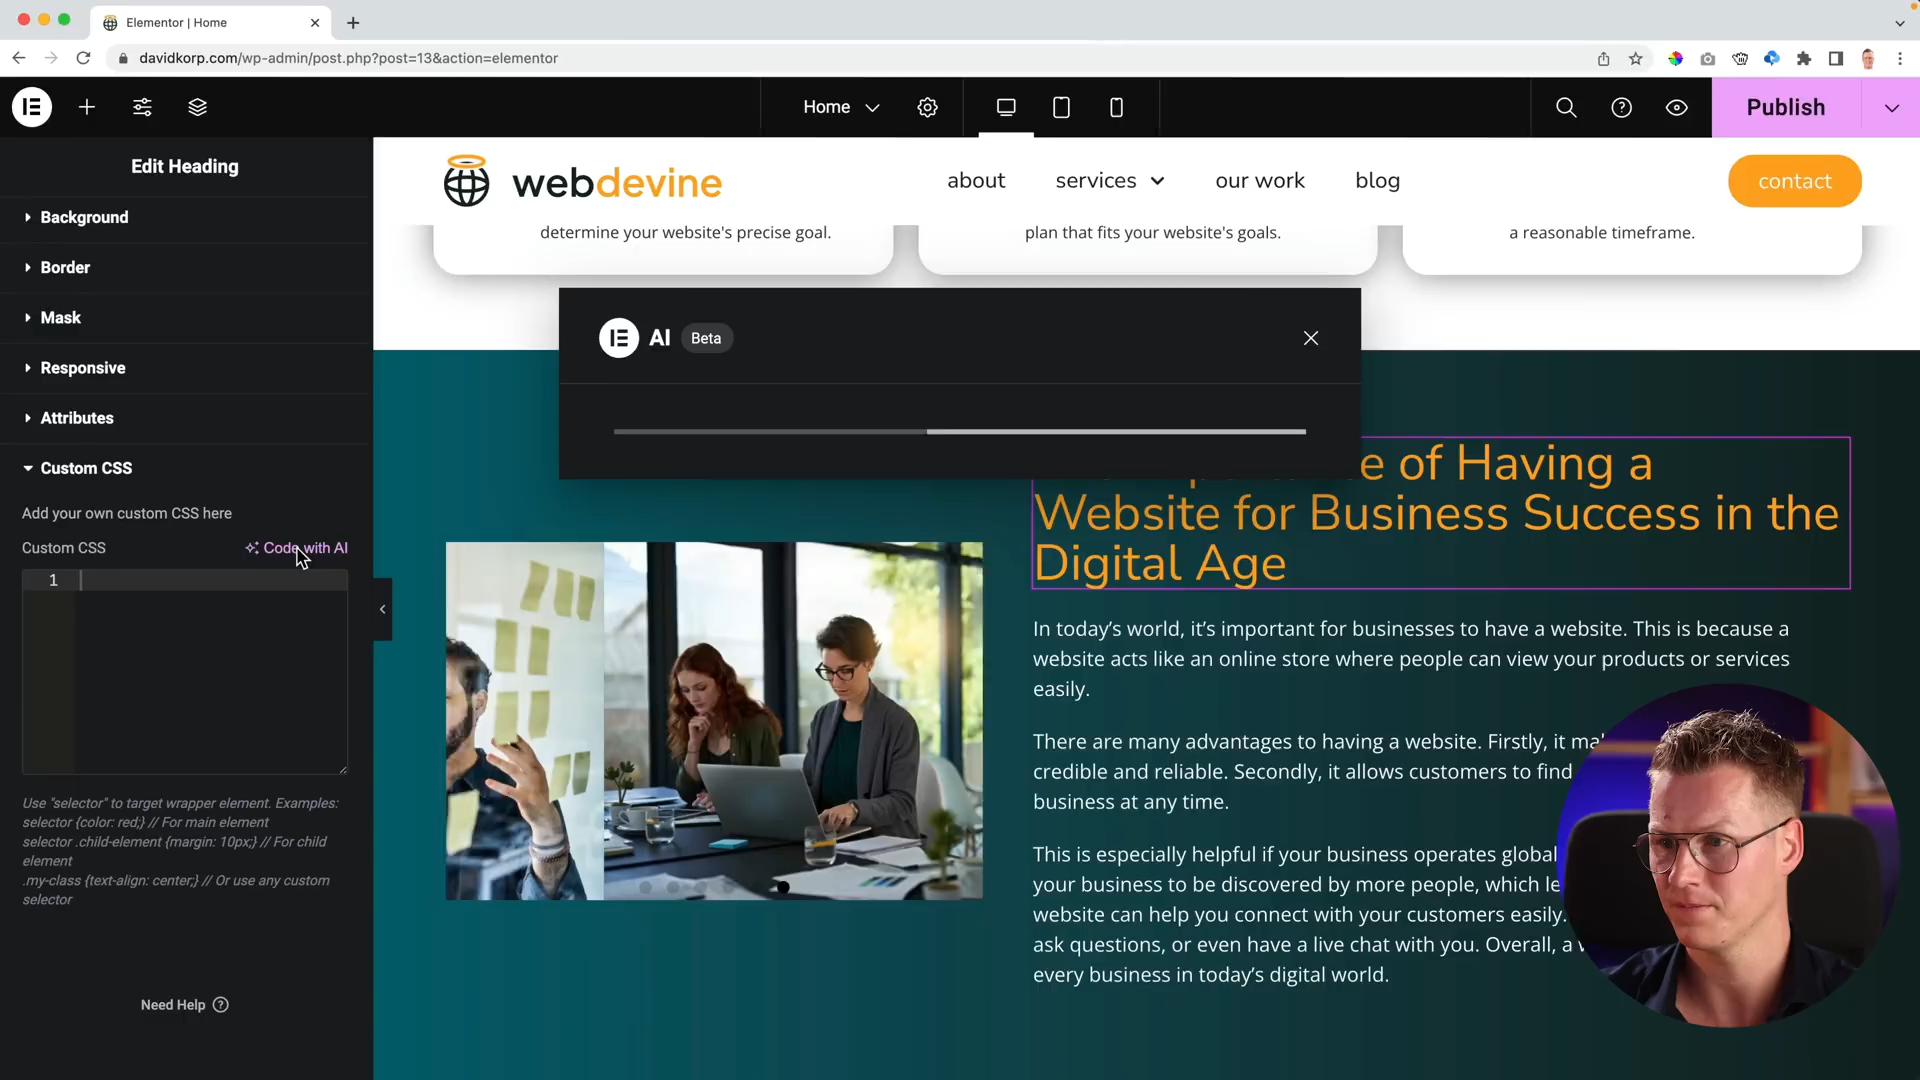 Elementor | Home
davidkorp.com/wp-admin/post.php?post=13&action=elementor
Home
Publish
Edit Heading
Background
Border
Mask
Responsive
Attributes
Custom CSS
Add your own custom CSS here
Custom CSS
Code with AI
1
Use "selector" to target wrapper element. Examples:
selector {color: red;} // For main element
selector .child-element {margin: 10px;} // For child
element
.my-class {text-align: center;} // Or use any custom
selector
Need Help
webdevine
about
services
our work
blog
contact
determine your website's precise goal.
plan that fits your website's goals.
a reasonable timeframe.
AI
Beta
of Having a
Website for Business Success in the
Digital Age
In today’s world, it’s important for businesses to have a website. This is because a
website acts like an online store where people can view your products or services
easily.
There are many advantages to having a website. Firstly, it
credible and reliable. Secondly, it allows customers to find
business at any time.
This is especially helpful if your business operates
your business to be discovered by more people, which
website can help you connect with your customers easily.
ask questions, or even have a live chat with you. Overall, a
every business in today’s digital world.